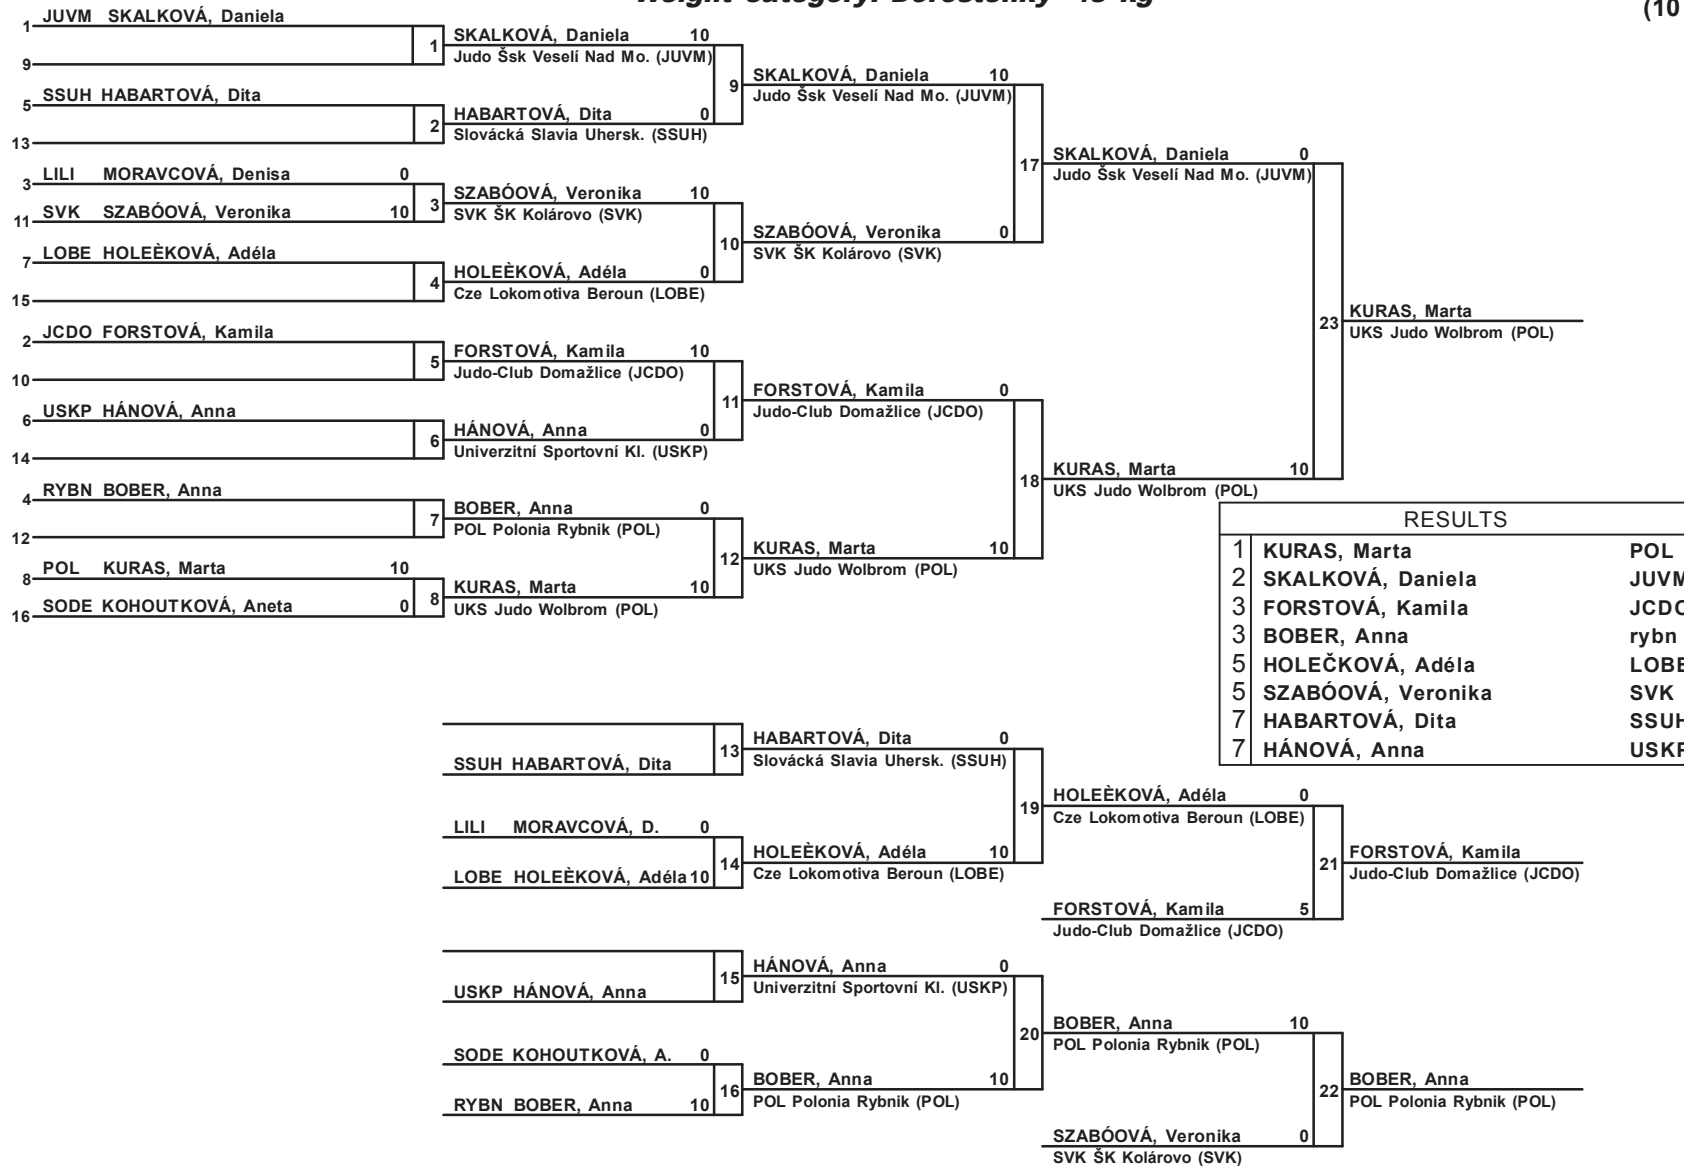 (10
1 JUVM SKALKOVÁ, Daniela
9
1
5 SSUH HABARTOVÁ, Dita
13
2
3 LILI MORAVCOVÁ, Denisa 0
11 SVK SZABÓOVÁ, Veronika 10
3
7 LOBE HOLEÈKOVÁ, Adéla
15
4
2 JCDO FORSTOVÁ, Kamila
10
5
6 USKP HÁNOVÁ, Anna
14
6
4 RYBN BOBER, Anna
12
7
8 POL KURAS, Marta 10
16 SODE KOHOUTKOVÁ, Aneta 0
8
SKALKOVÁ, Daniela 10
Judo Šsk Veselí Nad Mo. (JUVM)
9
HABARTOVÁ, Dita 0
Slovácká Slavia Uhersk. (SSUH)
SZABÓOVÁ, Veronika 10
SVK ŠK Kolárovo (SVK)
10
HOLEÈKOVÁ, Adéla 0
Cze Lokomotiva Beroun (LOBE)
FORSTOVÁ, Kamila 10
Judo-Club Domažlice (JCDO)
11
HÁNOVÁ, Anna 0
Univerzitní Sportovní Kl. (USKP)
BOBER, Anna 0
POL Polonia Rybnik (POL)
12
KURAS, Marta 10
UKS Judo Wolbrom (POL)
SKALKOVÁ, Daniela 10
Judo Šsk Veselí Nad Mo. (JUVM)
17
SZABÓOVÁ, Veronika 0
SVK ŠK Kolárovo (SVK)
FORSTOVÁ, Kamila 0
Judo-Club Domažlice (JCDO)
18
KURAS, Marta 10
UKS Judo Wolbrom (POL)
SKALKOVÁ, Daniela 0
Judo Šsk Veselí Nad Mo. (JUVM)
23
KURAS, Marta 10
UKS Judo Wolbrom (POL)
KURAS, Marta
UKS Judo Wolbrom (POL)
RESULTS
1 KURAS, Marta POL
2 SKALKOVÁ, Daniela JUVM
3 FORSTOVÁ, Kamila JCDO
3 BOBER, Anna rybn
5 HOLEČKOVÁ, Adéla LOBE
5 SZABÓOVÁ, Veronika SVK
7 HABARTOVÁ, Dita SSUH
7 HÁNOVÁ, Anna USKP
SSUH HABARTOVÁ, Dita
13
LILI MORAVCOVÁ, D. 0
14
LOBE HOLEÈKOVÁ, Adéla 10
HABARTOVÁ, Dita 0
Slovácká Slavia Uhersk. (SSUH)
19
HOLEÈKOVÁ, Adéla 10
Cze Lokomotiva Beroun (LOBE)
HOLEÈKOVÁ, Adéla 0
Cze Lokomotiva Beroun (LOBE)
21
FORSTOVÁ, Kamila 5
Judo-Club Domažlice (JCDO)
FORSTOVÁ, Kamila
Judo-Club Domažlice (JCDO)
USKP HÁNOVÁ, Anna
15
SODE KOHOUTKOVÁ, A. 0
16
RYBN BOBER, Anna 10
HÁNOVÁ, Anna 0
Univerzitní Sportovní Kl. (USKP)
20
BOBER, Anna 10
POL Polonia Rybnik (POL)
BOBER, Anna 10
POL Polonia Rybnik (POL)
22
SZABÓOVÁ, Veronika 0
SVK ŠK Kolárovo (SVK)
BOBER, Anna
POL Polonia Rybnik (POL)